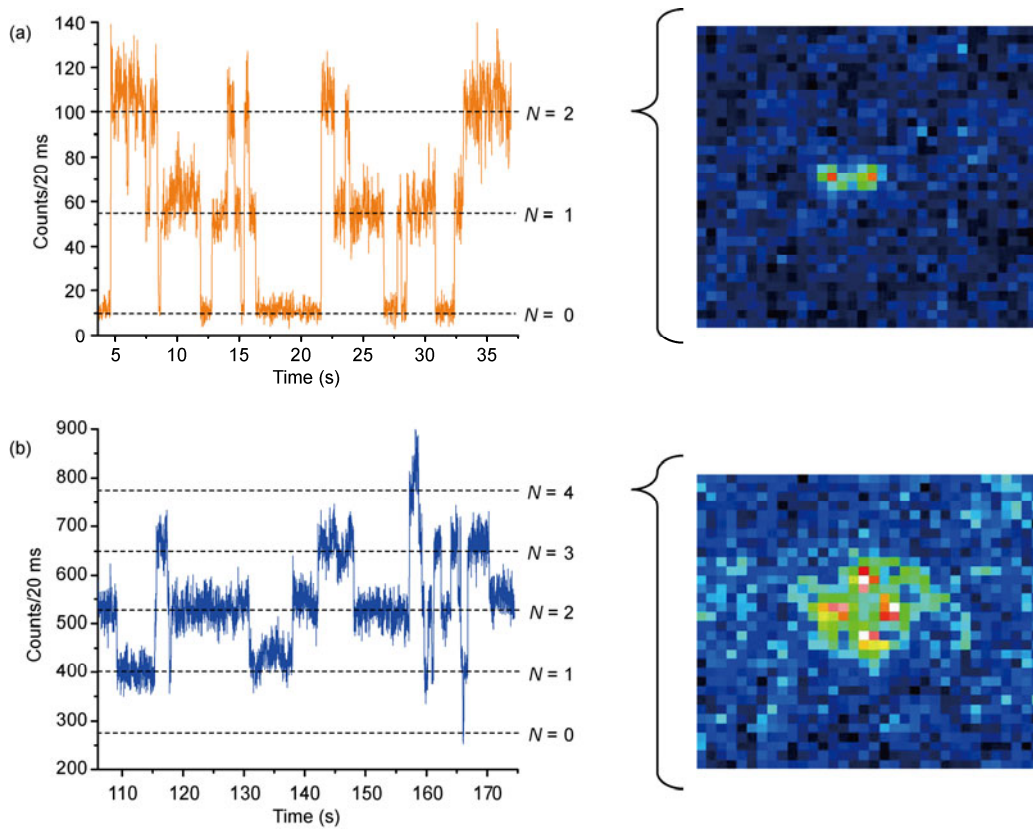 (a)
140
120
100
80
60
40
20
0
Counts/20 ms
N = 2
N = 1
N = 0
5 10 15 20 25 30 35
Time (s)
(b)
900
800
700
600
500
400
300
200
Counts/20 ms
N = 4
N = 3
N = 2
N = 1
N = 0
110 120 130 140 150 160 170
Time (s)